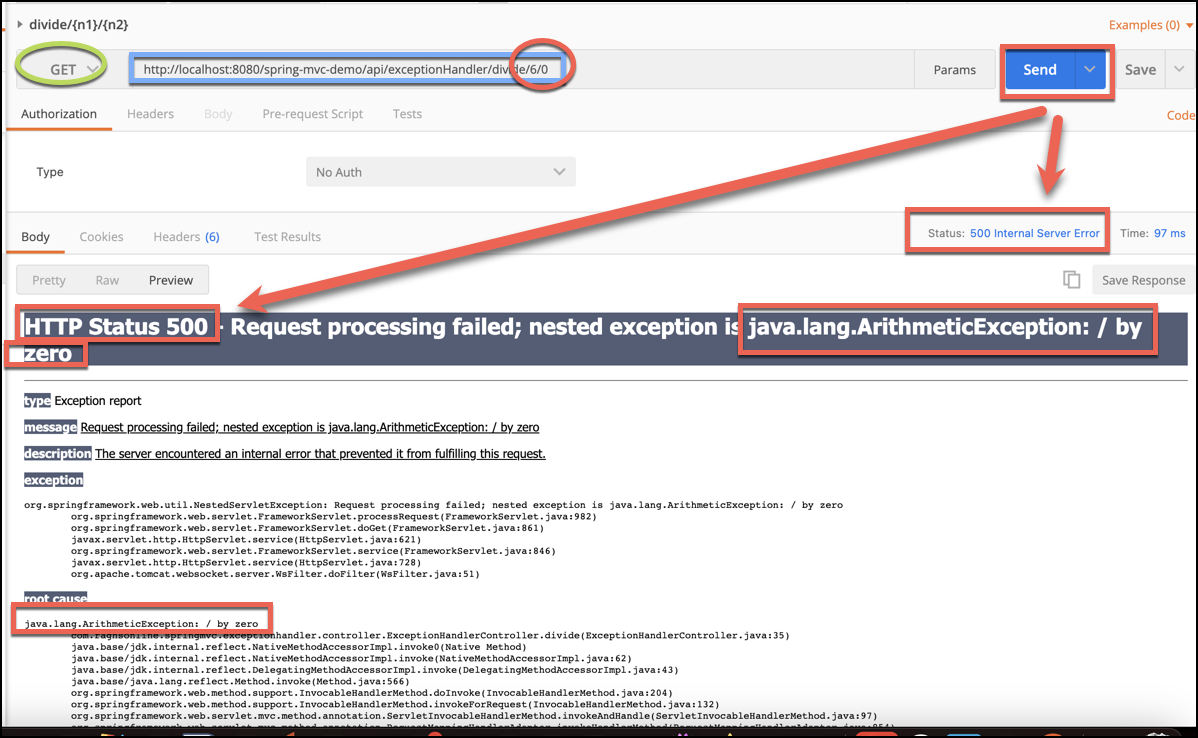 divide/{n1}/{n2}
Examples (0)
GET
http://localhost:8080/spring-mvc-demo/api/exceptionHandler/divide/6/0
Params
Send
Save
Authorization
Headers
Body
Pre-request Script
Tests
Code
Type
No Auth
Body
Cookies
Headers (6)
Test Results
Status: 500 Internal Server Error
Time: 97 ms
Pretty
Raw
Preview
Save Response
HTTP Status 500 - Request processing failed; nested exception is java.lang.ArithmeticException: / by
zero
type Exception report
message Request processing failed; nested exception is java.lang.ArithmeticException: / by zero
description The server encountered an internal error that prevented it from fulfilling this request.
exception
org.springframework.web.util.NestedServletException: Request processing failed; nested exception is java.lang.ArithmeticException: / by zero
org.springframework.web.servlet.FrameworkServlet.processRequest(FrameworkServlet.java:982)
org.springframework.web.servlet.FrameworkServlet.doGet(FrameworkServlet.java:861)
javax.servlet.http.HttpServlet.service(HttpServlet.java:621)
org.springframework.web.servlet.FrameworkServlet.service(FrameworkServlet.java:846)
javax.servlet.http.HttpServlet.service(HttpServlet.java:728)
org.apache.tomcat.websocket.server.WsFilter.doFilter(WsFilter.java:51)
root cause
java.lang.ArithmeticException: / by zero
com.raghsonline.springmvc.exceptionhandler.controller.ExceptionHandlerController.divide(ExceptionHandlerController.java:35)
java.base/jdk.internal.reflect.NativeMethodAccessorImpl.invoke0(Native Method)
java.base/jdk.internal.reflect.NativeMethodAccessorImpl.invoke(NativeMethodAccessorImpl.java:62)
java.base/jdk.internal.reflect.DelegatingMethodAccessorImpl.invoke(DelegatingMethodAccessorImpl.java:43)
java.base/java.lang.reflect.Method.invoke(Method.java:566)
org.springframework.web.method.support.InvocableHandlerMethod.doInvoke(InvocableHandlerMethod.java:204)
org.springframework.web.method.support.InvocableHandlerMethod.invokeForRequest(InvocableHandlerMethod.java:132)
org.springframework.web.servlet.mvc.method.annotation.ServletInvocableHandlerMethod.invokeAndHandle(ServletInvocableHandlerMethod.java:97)